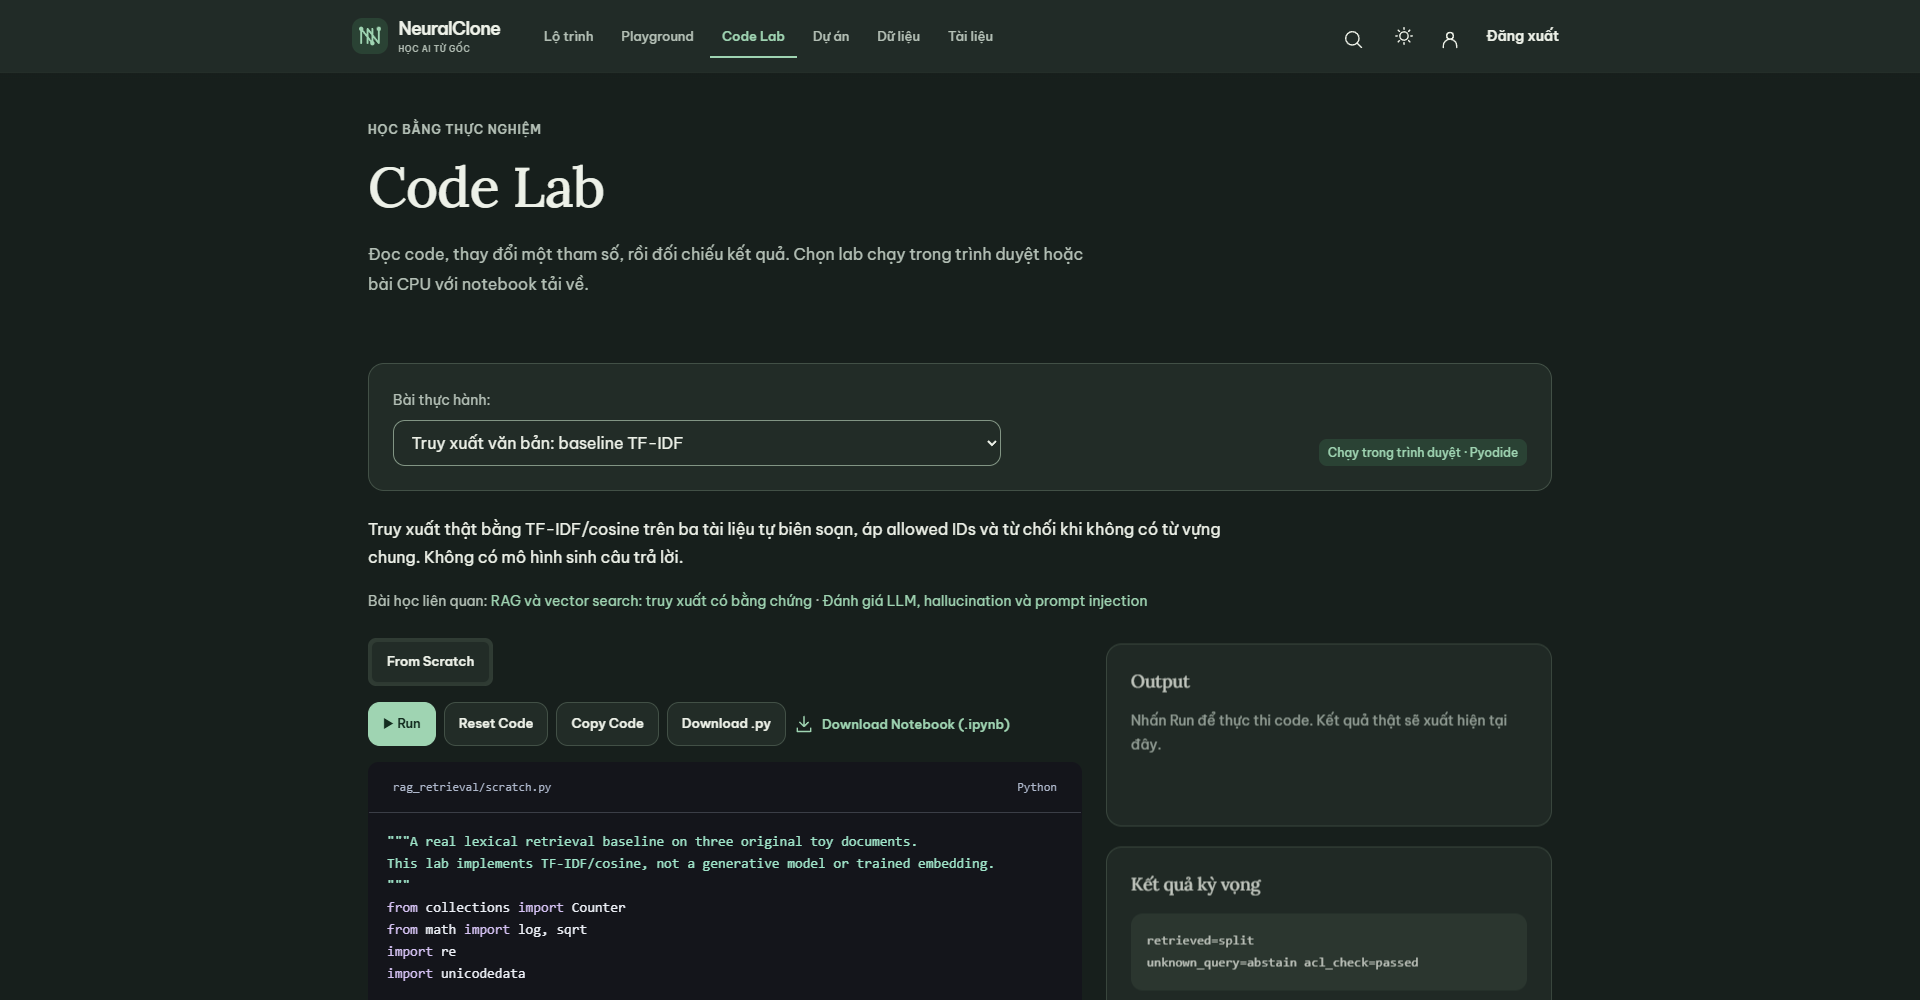 NeuralClone
HỌC AI TỪ GỐC
Lộ trình
Playground
Code Lab
Dự án
Dữ liệu
Tài liệu
Đăng xuất
HỌC BẰNG THỰC NGHIỆM
Code Lab
Đọc code, thay đổi một tham số, rồi đối chiếu kết quả. Chọn lab chạy trong trình duyệt hoặc
bài CPU với notebook tải về.
Bài thực hành:
Truy xuất văn bản: baseline TF-IDF
Chạy trong trình duyệt · Pyodide
Truy xuất thật bằng TF-IDF/cosine trên ba tài liệu tự biên soạn, áp allowed IDs và từ chối khi không có từ vựng
chung. Không có mô hình sinh câu trả lời.
Bài học liên quan: RAG và vector search: truy xuất có bằng chứng · Đánh giá LLM, hallucination và prompt injection
From Scratch
▶ Run
Reset Code
Copy Code
Download .py
Download Notebook (.ipynb)
rag_retrieval/scratch.py
Python
"""A real lexical retrieval baseline on three original toy documents.
This lab implements TF-IDF/cosine, not a generative model or trained embedding.
"""
from collections import Counter
from math import log, sqrt
import re
import unicodedata
Output
Nhấn Run để thực thi code. Kết quả thật sẽ xuất hiện tại
đây.
Kết quả kỳ vọng
retrieved=split
unknown_query=abstain acl_check=passed